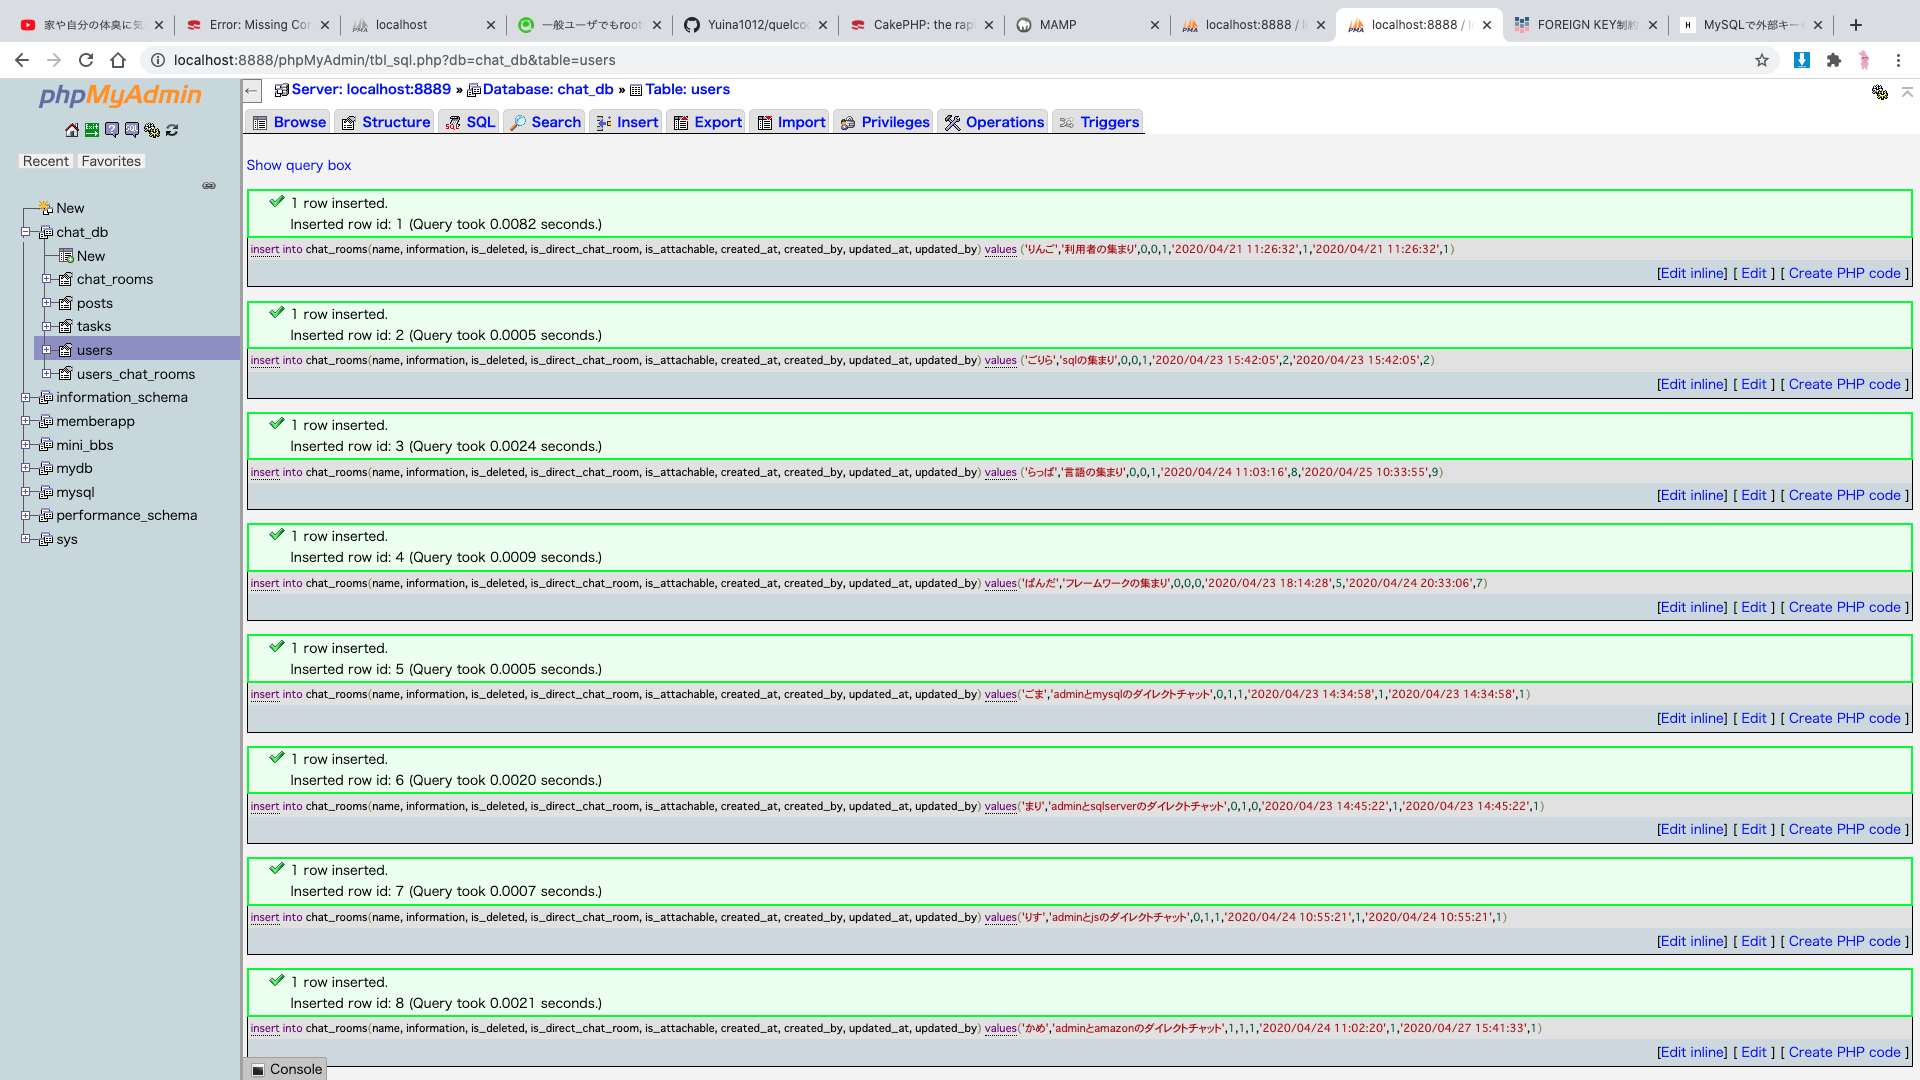 家や自分の体臭に気
Error: Missing Cor
localhost
一般ユーザでもroot
Yuina1012/quelcod
CakePHP: the rap
MAMP
localhost:8888 / lo
localhost:8888 / lo
FOREIGN KEY制約
MySQLで外部キーを
localhost:8888/phpMyAdmin/tbl_sql.php?db=chat_db&table=users
phpMyAdmin
Recent Favorites
New
chat_db
New
chat_rooms
posts
tasks
users
users_chat_rooms
information_schema
memberapp
mini_bbs
mydb
mysql
performance_schema
sys
Server: localhost:8889 » Database: chat_db » Table: users
Browse Structure SQL Search Insert Export Import Privileges Operations Triggers
Show query box
1 row inserted.
Inserted row id: 1 (Query took 0.0082 seconds.)
insert into chat_rooms(name, information, is_deleted, is_direct_chat_room, is_attachable, created_at, created_by, updated_at, updated_by) values ('りんご','利用者の集まり',0,0,1,'2020/04/21 11:26:32',1,'2020/04/21 11:26:32',1)
[Edit inline] [ Edit ] [ Create PHP code ]
1 row inserted.
Inserted row id: 2 (Query took 0.0005 seconds.)
insert into chat_rooms(name, information, is_deleted, is_direct_chat_room, is_attachable, created_at, created_by, updated_at, updated_by) values ('ごりら','sqlの集まり',0,0,1,'2020/04/23 15:42:05',2,'2020/04/23 15:42:05',2)
[Edit inline] [ Edit ] [ Create PHP code ]
1 row inserted.
Inserted row id: 3 (Query took 0.0024 seconds.)
insert into chat_rooms(name, information, is_deleted, is_direct_chat_room, is_attachable, created_at, created_by, updated_at, updated_by) values ('らっぱ','言語の集まり',0,0,1,'2020/04/24 11:03:16',8,'2020/04/25 10:33:55',9)
[Edit inline] [ Edit ] [ Create PHP code ]
1 row inserted.
Inserted row id: 4 (Query took 0.0009 seconds.)
insert into chat_rooms(name, information, is_deleted, is_direct_chat_room, is_attachable, created_at, created_by, updated_at, updated_by) values('ぱんだ','フレームワークの集まり',0,0,0,'2020/04/23 18:14:28',5,'2020/04/24 20:33:06',7)
[Edit inline] [ Edit ] [ Create PHP code ]
1 row inserted.
Inserted row id: 5 (Query took 0.0005 seconds.)
insert into chat_rooms(name, information, is_deleted, is_direct_chat_room, is_attachable, created_at, created_by, updated_at, updated_by) values('ごま','adminとmysqlのダイレクトチャット',0,1,1,'2020/04/23 14:34:58',1,'2020/04/23 14:34:58',1)
[Edit inline] [ Edit ] [ Create PHP code ]
1 row inserted.
Inserted row id: 6 (Query took 0.0020 seconds.)
insert into chat_rooms(name, information, is_deleted, is_direct_chat_room, is_attachable, created_at, created_by, updated_at, updated_by) values('まり','adminとsqlserverのダイレクトチャット',0,1,0,'2020/04/23 14:45:22',1,'2020/04/23 14:45:22',1)
[Edit inline] [ Edit ] [ Create PHP code ]
1 row inserted.
Inserted row id: 7 (Query took 0.0007 seconds.)
insert into chat_rooms(name, information, is_deleted, is_direct_chat_room, is_attachable, created_at, created_by, updated_at, updated_by) values('りす','adminとjsのダイレクトチャット',0,1,1,'2020/04/24 10:55:21',1,'2020/04/24 10:55:21',1)
[Edit inline] [ Edit ] [ Create PHP code ]
1 row inserted.
Inserted row id: 8 (Query took 0.0021 seconds.)
insert into chat_rooms(name, information, is_deleted, is_direct_chat_room, is_attachable, created_at, created_by, updated_at, updated_by) values('かめ','adminとamazonのダイレクトチャット',1,1,1,'2020/04/24 11:02:20',1,'2020/04/27 15:41:33',1)
[Edit inline] [ Edit ] [ Create PHP code ]
Console